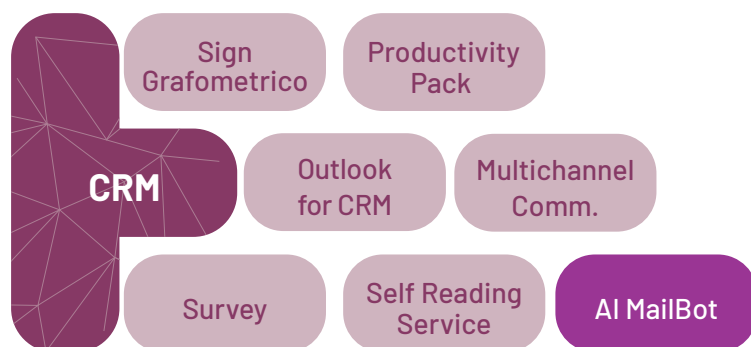 Sign
Grafometrico
Productivity
Pack
CRM
Outlook
for CRM
Multichannel
Comm.
Survey
Self Reading
Service
AI MailBot